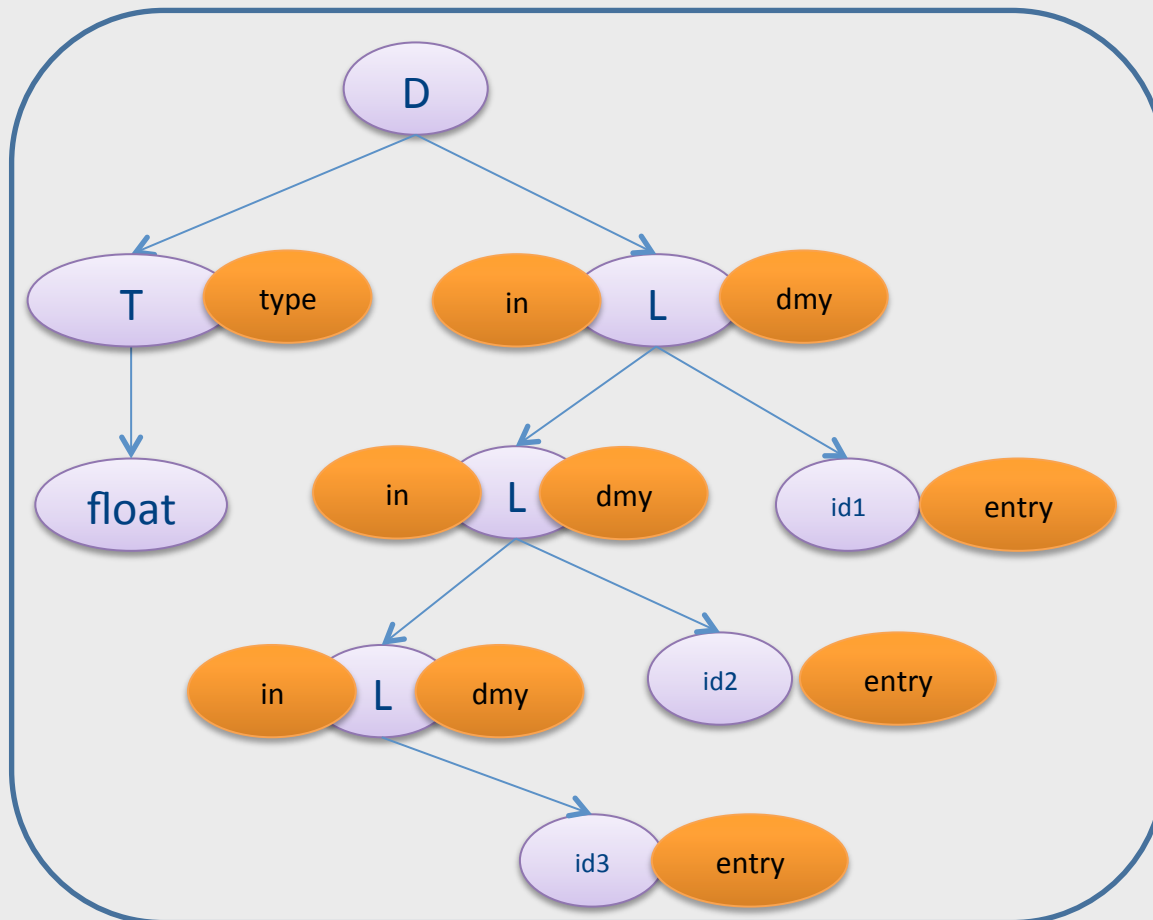 D
T
type
in
L
dmy
float
in
L
dmy
id1
entry
in
L
dmy
id2
entry
id3
entry